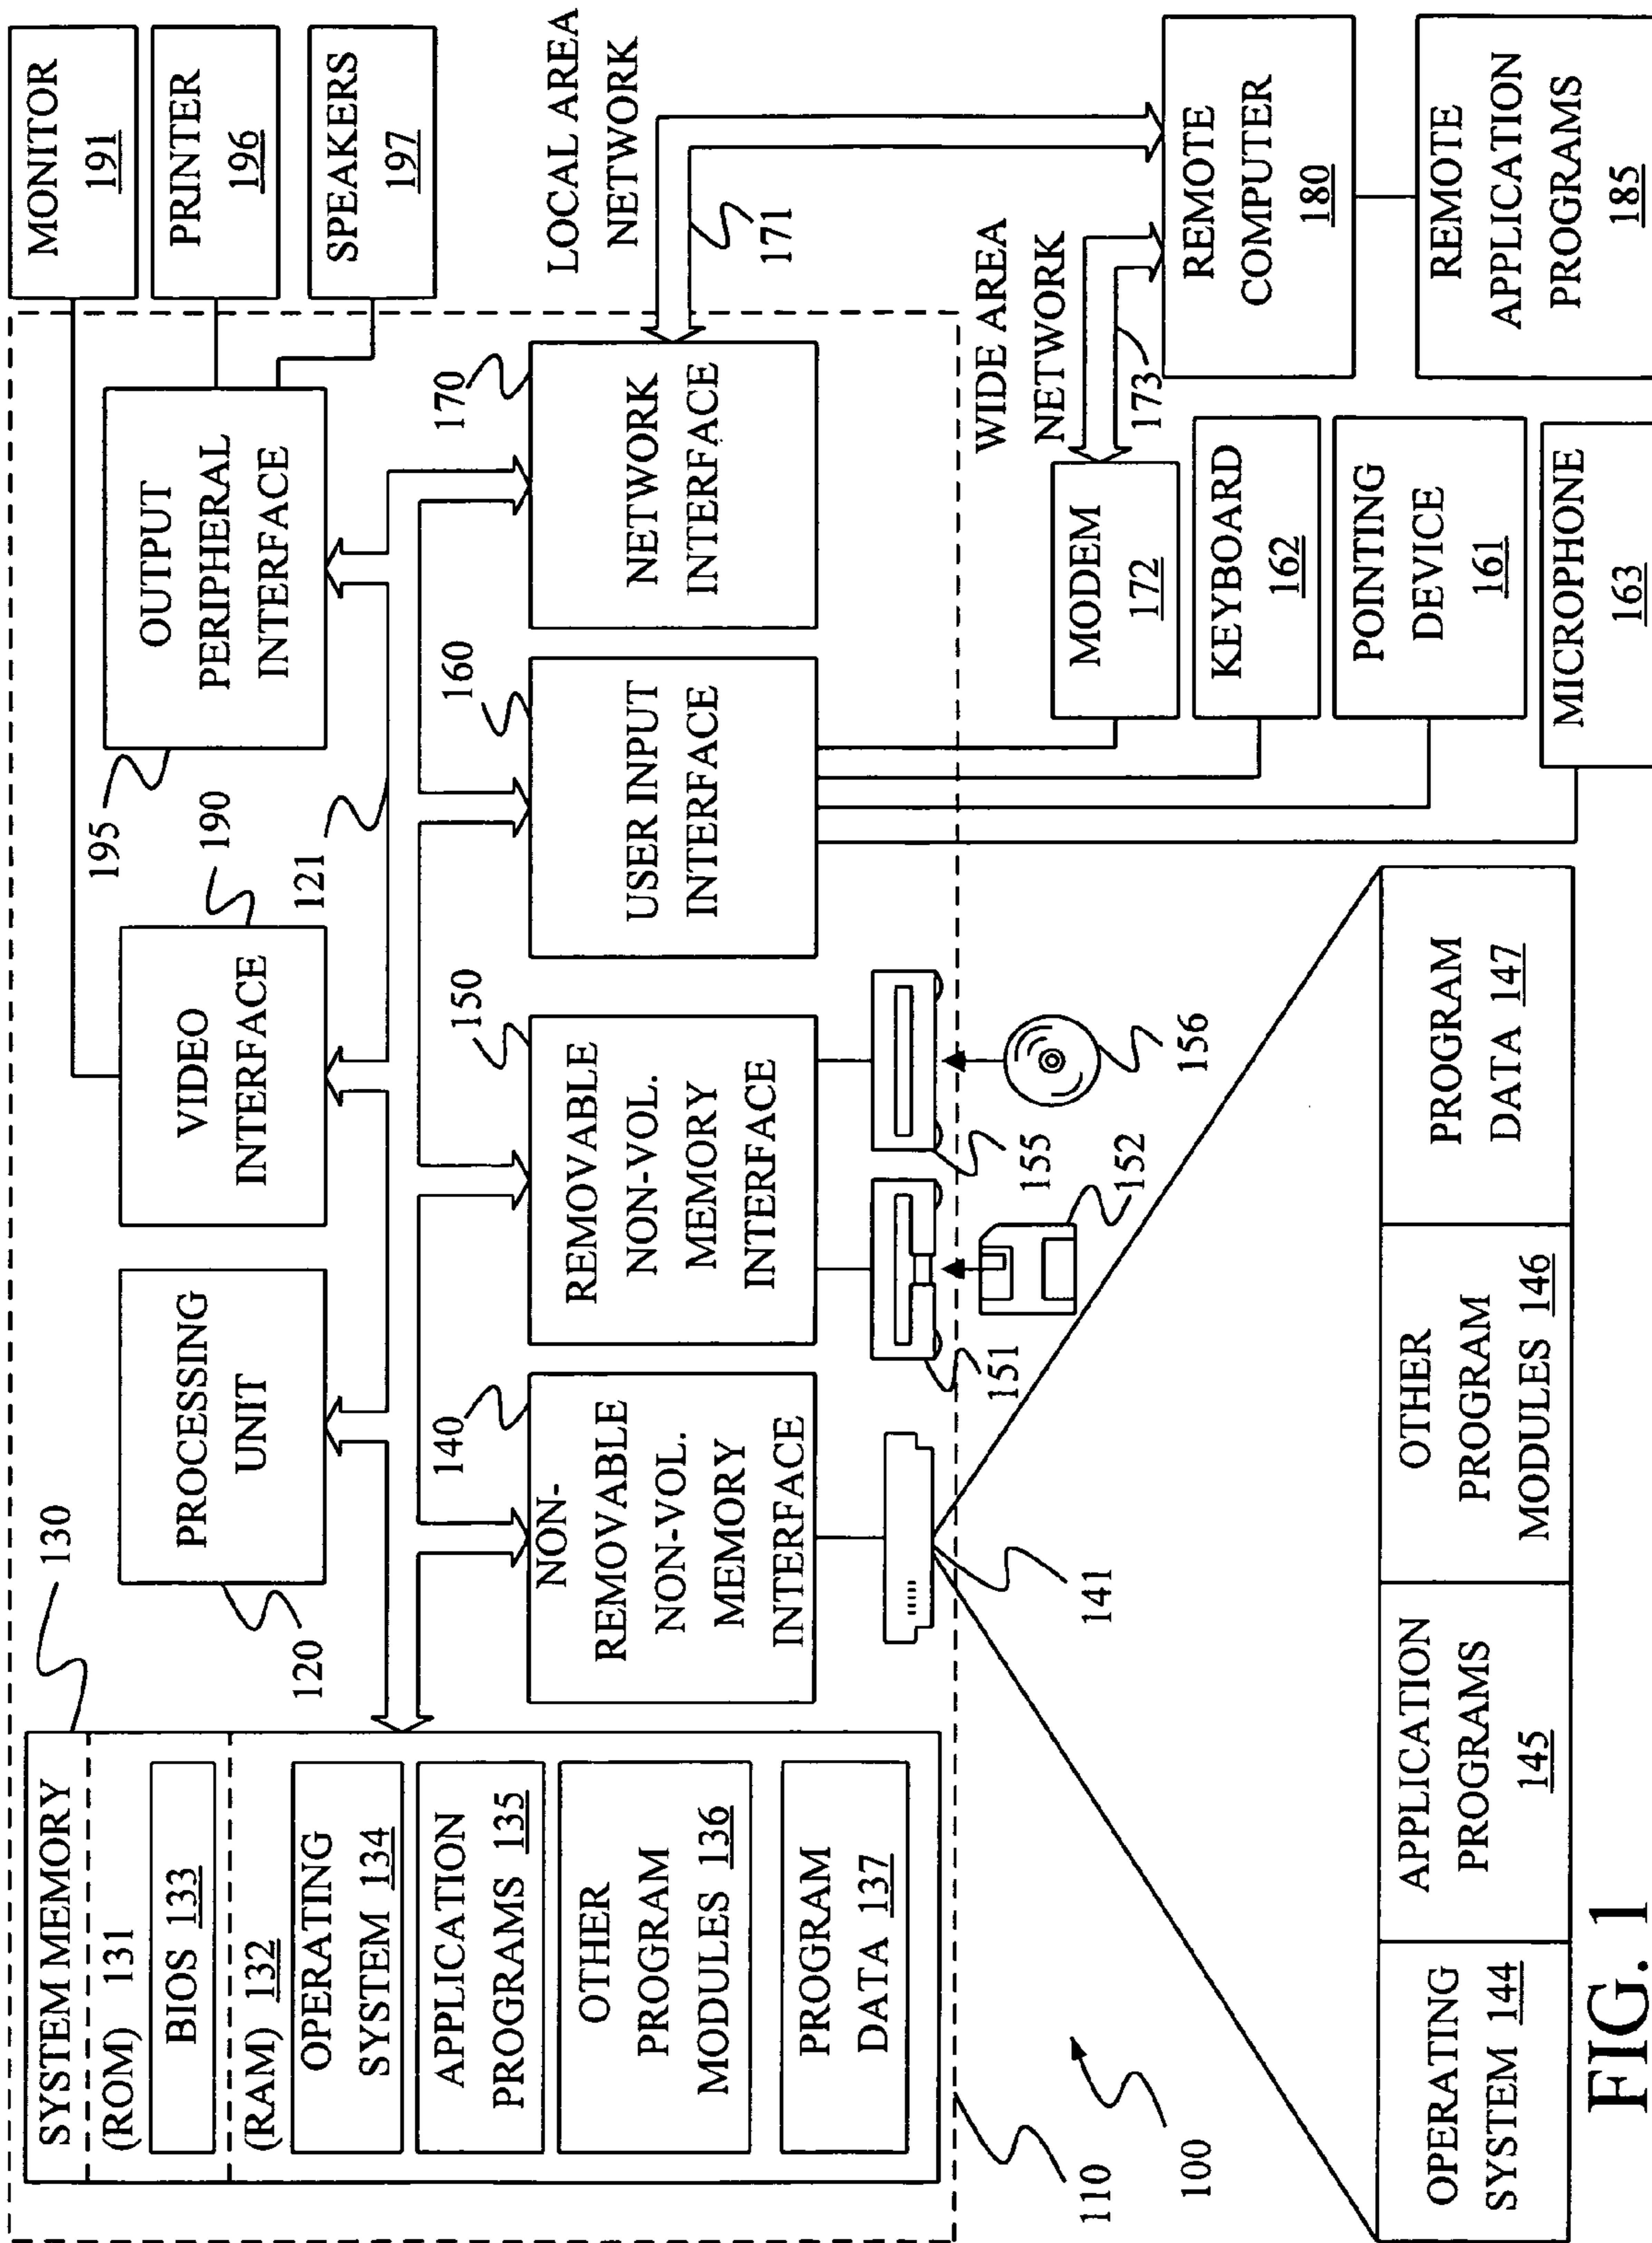 SYSTEM MEMORY
(ROM) 131
BIOS 133
(RAM) 132
OPERATING
SYSTEM 134
APPLICATION
PROGRAMS 135
OTHER
PROGRAM
MODULES 136
PROGRAM
DATA 137
130
PROCESSING
UNIT
120
VIDEO
INTERFACE
190
121
OUTPUT
PERIPHERAL
INTERFACE
195
MONITOR
191
PRINTER
196
SPEAKERS
197
NON-
REMOVABLE
NON-VOL.
MEMORY
INTERFACE
140
REMOVABLE
NON-VOL.
MEMORY
INTERFACE
150
USER INPUT
INTERFACE
160
NETWORK
INTERFACE
170
LOCAL AREA
NETWORK
171
141
151
152
155
156
WIDE AREA
NETWORK
173
MODEM
172
KEYBOARD
162
POINTING
DEVICE
161
MICROPHONE
163
REMOTE
COMPUTER
180
REMOTE
APPLICATION
PROGRAMS
185
110
100
OPERATING
SYSTEM 144
APPLICATION
PROGRAMS
145
OTHER
PROGRAM
MODULES 146
PROGRAM
DATA 147
FIG. 1